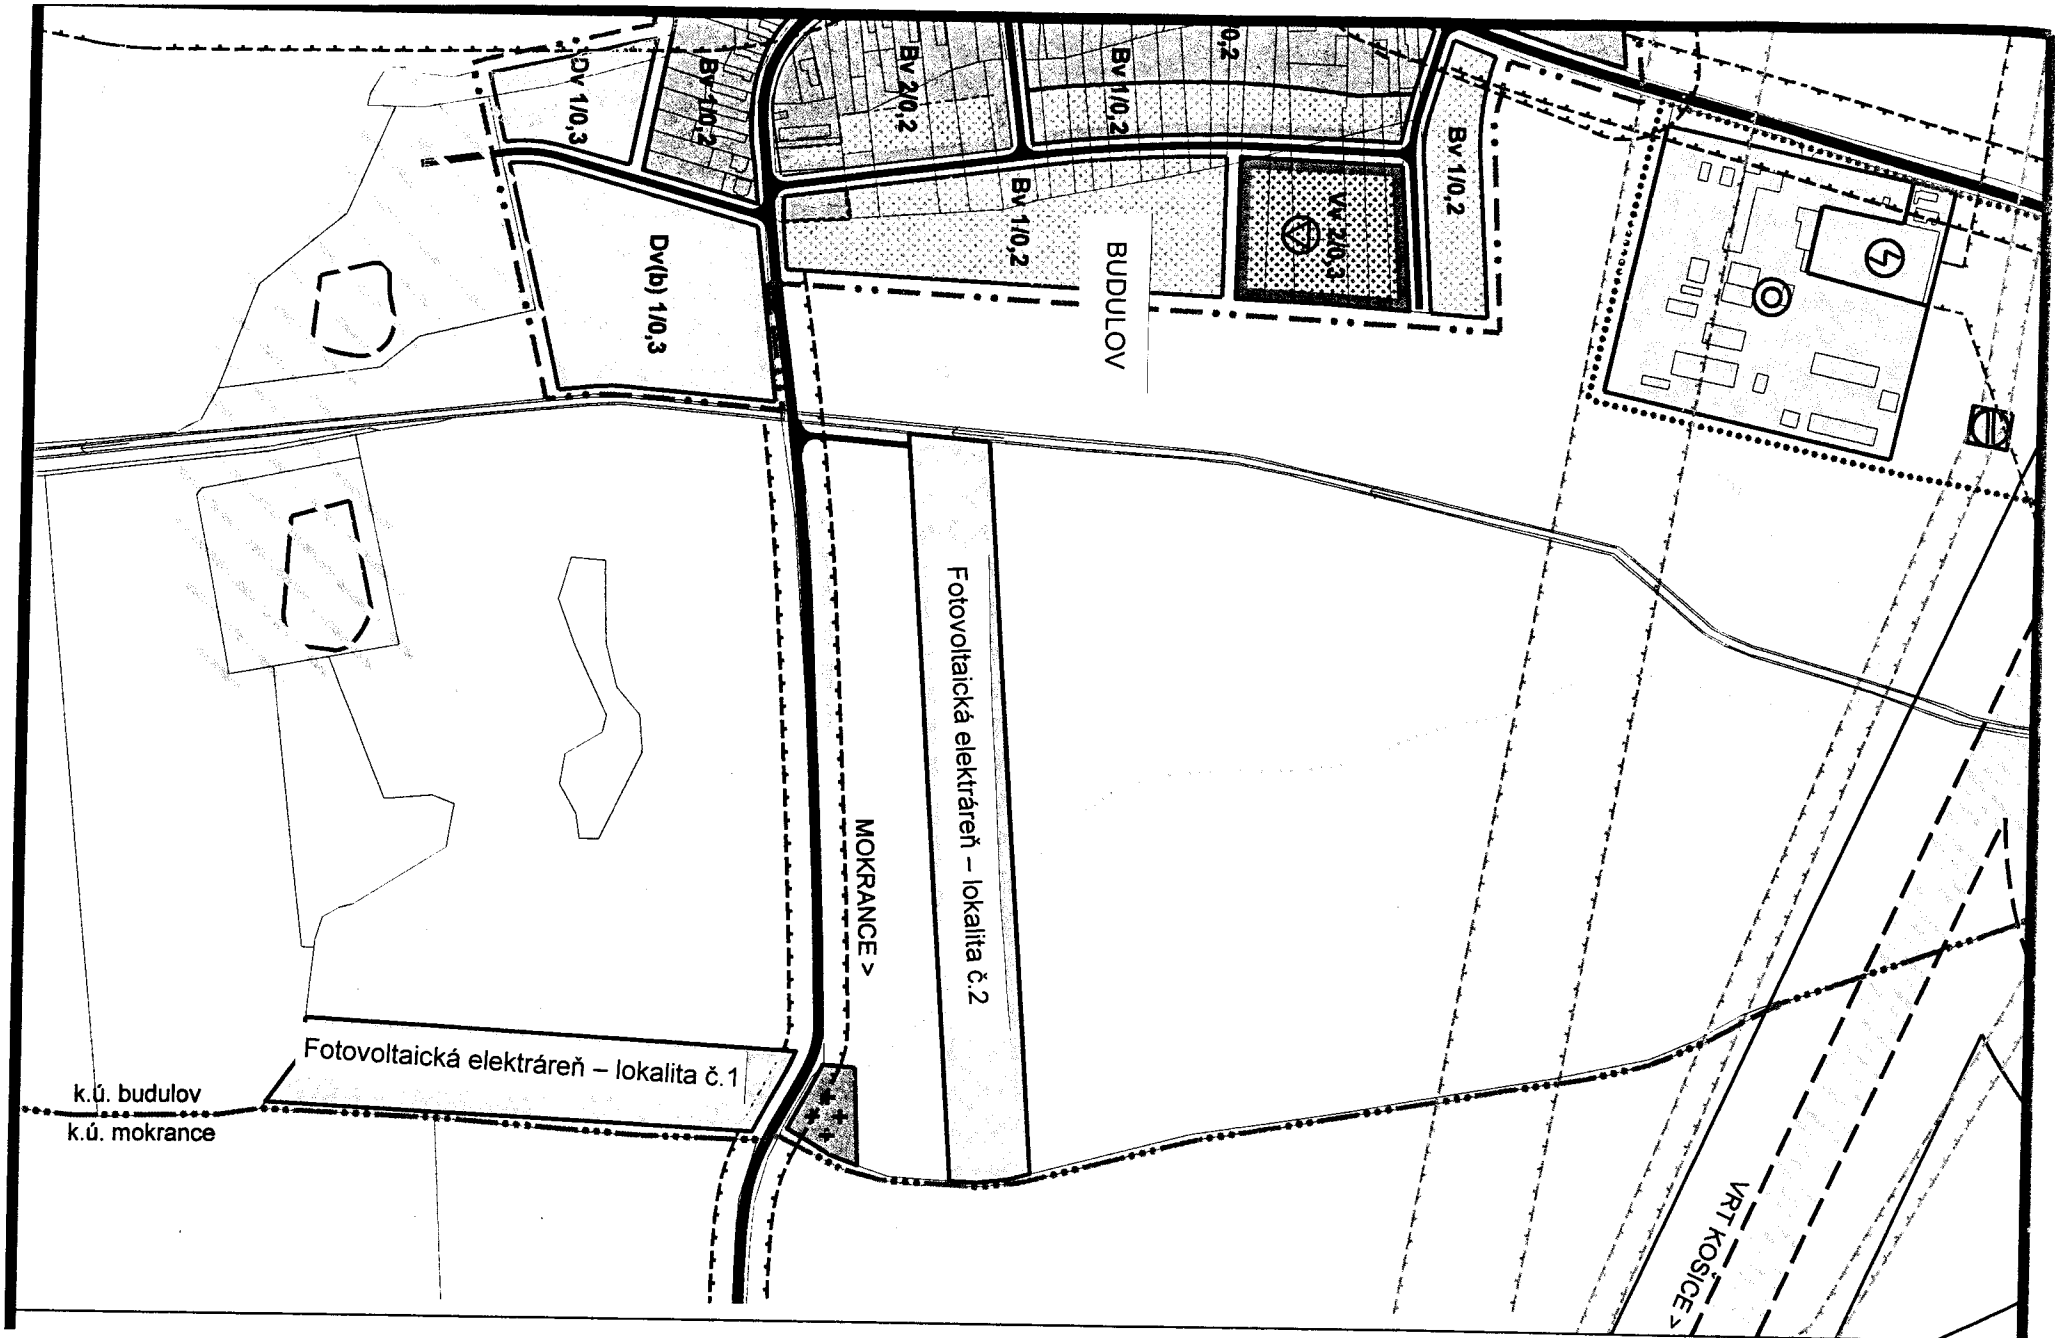 Dv 1/0,3
Bv 1/0,2
Bv 2/0,2
Bv 1/0,2
0,2
Bv 1/0,2
Bv 1/0,2
Vv 2/0,3
BUDULOV
Dv(b) 1/0,3
Fotovoltaická elektráreň – lokalita č.2
MOKRANCE >
Fotovoltaická elektráreň – lokalita č.1
k.ú. budulov
k.ú. mokrance
VRT KOŠICE >